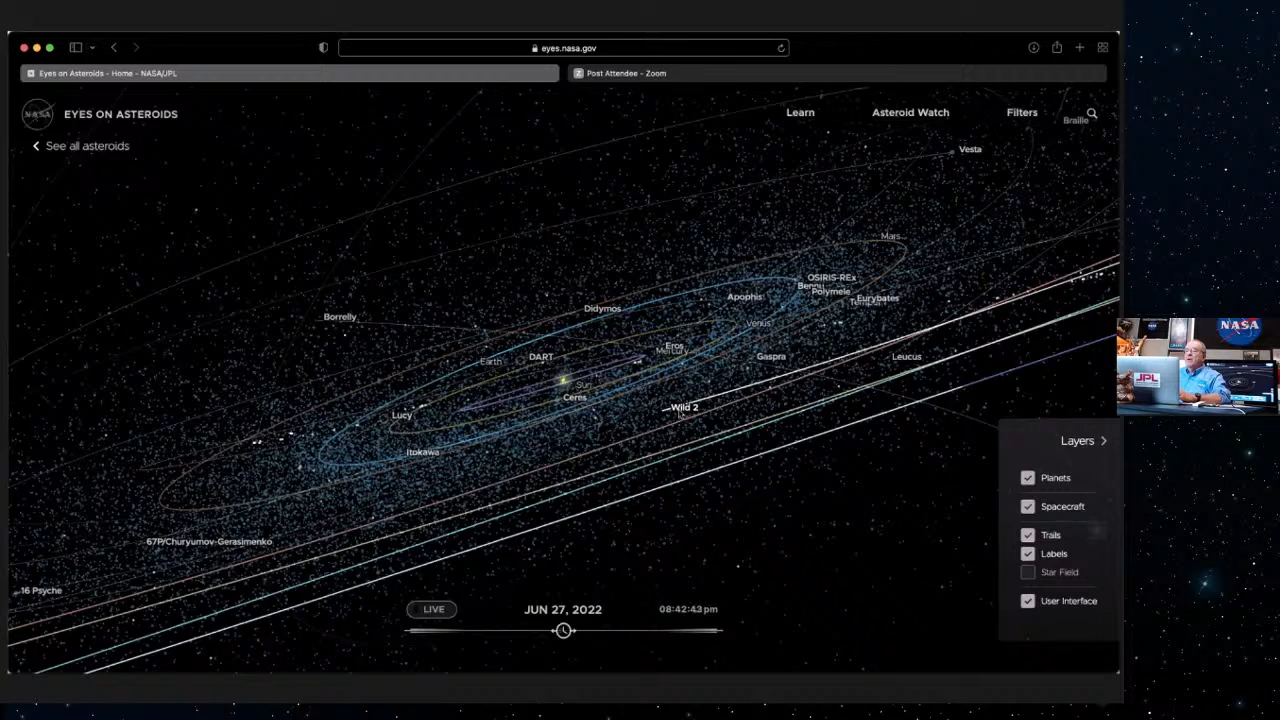 eyes.nasa.gov
Eyes on Asteroids - Home - NASA/JPL
Z Post Attendee - Zoom
NASA EYES ON ASTEROIDS
Learn Asteroid Watch Filters
Braille
See all asteroids
Vesta
Mars
OSIRIS-REx
Bennu
Polymele
Apophis
Eurybates
Didymos
Borrelly
Venus
Eros
Mercury
Earth
DART
Gaspra
Leucus
Sun
Ceres
Wild 2
Lucy
Itokawa
NASA
JPL
Layers
Planets
Spacecraft
Trails
Labels
Star Field
User Interface
67P/Churyumov-Gerasimenko
16 Psyche
LIVE JUN 27, 2022 08:42:43 pm